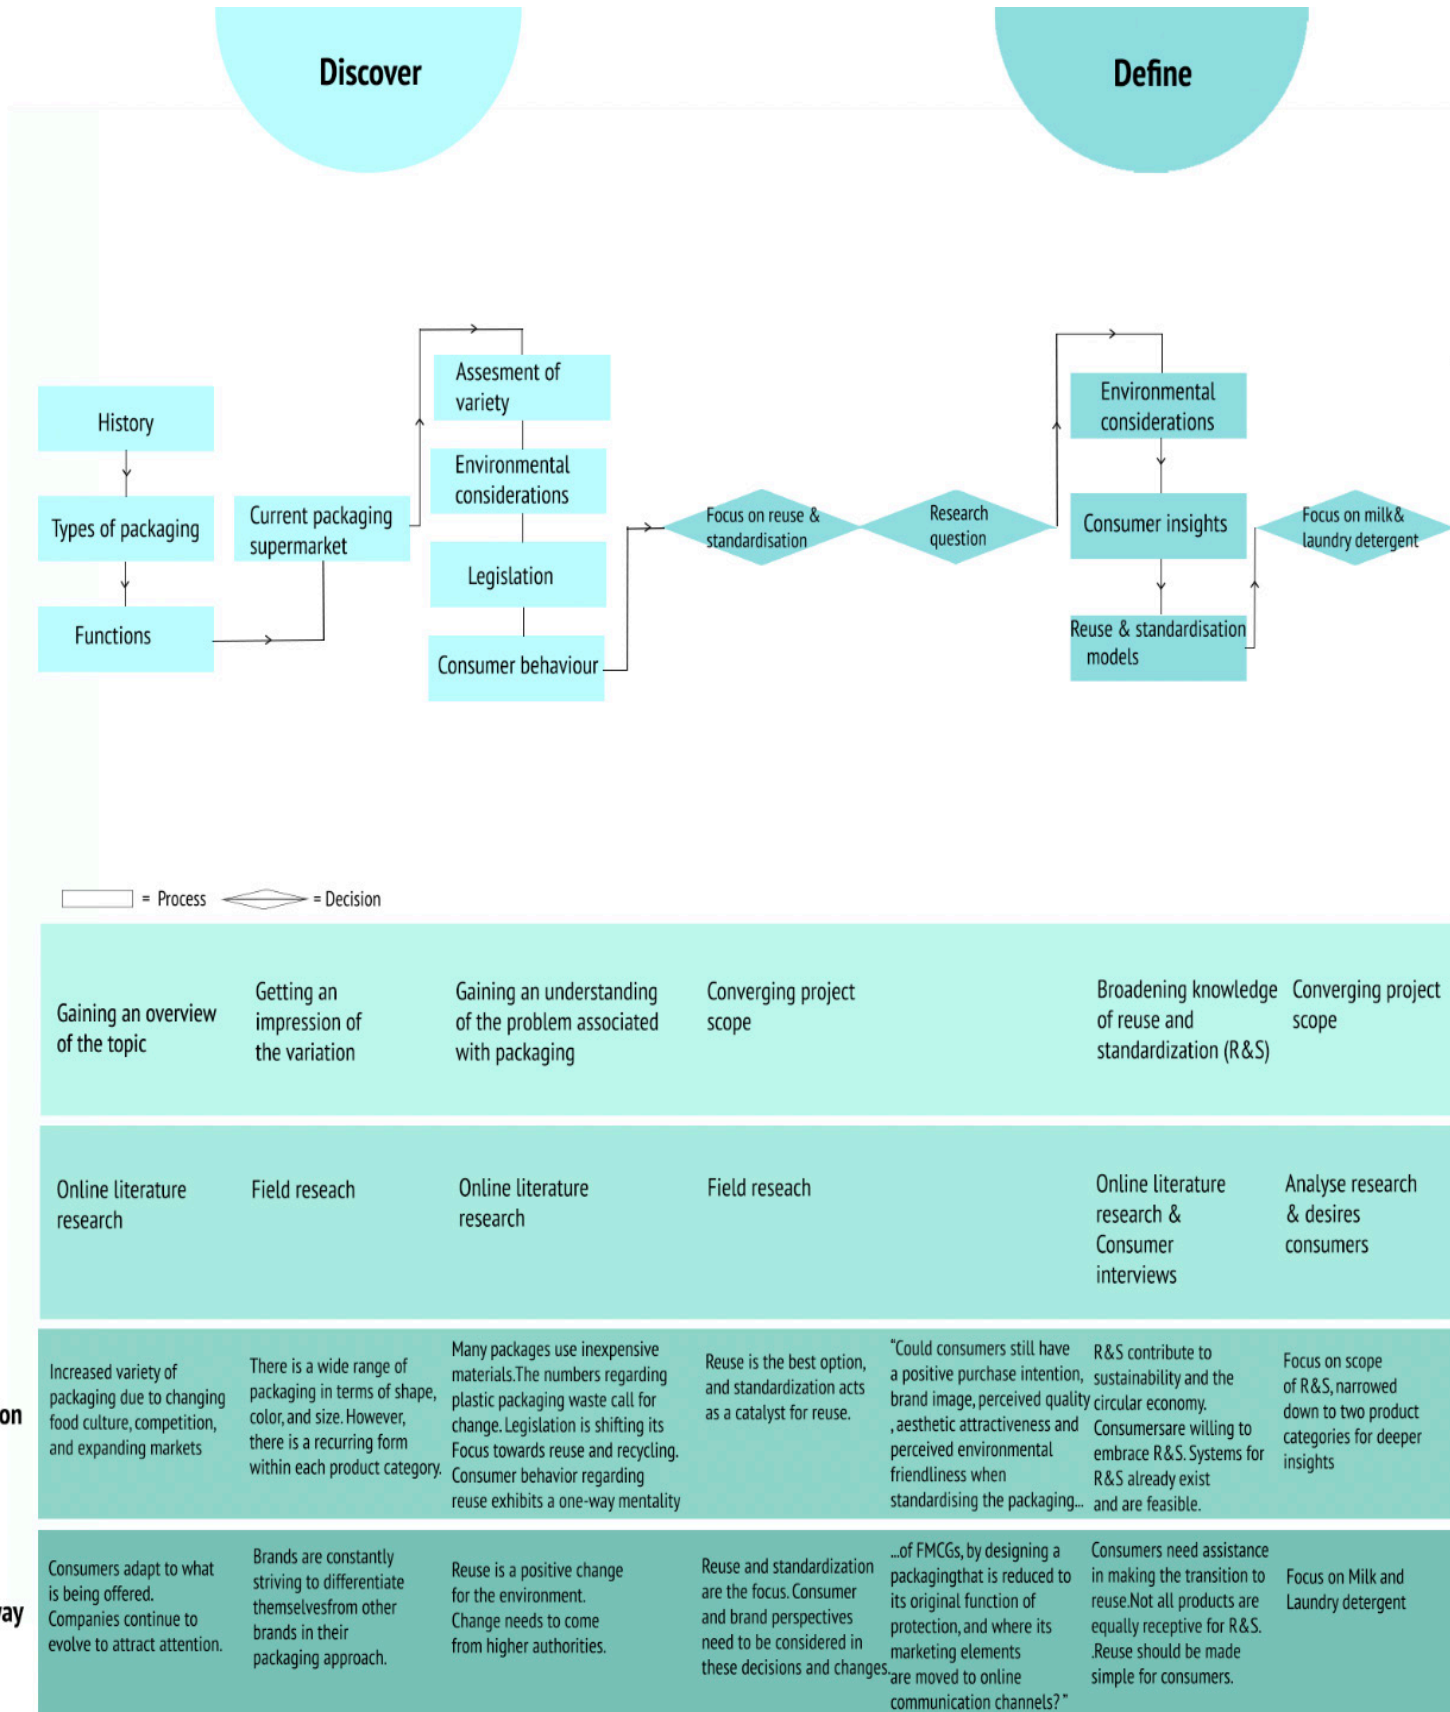 Discover
Define
History
Types of packaging
Functions
Current packaging
supermarket
Assesment of
variety
Environmental
considerations
Legislation
Consumer behaviour
Focus on reuse &
standardisation
Research
question
Environmental
considerations
Consumer insights
Reuse & standardisation
models
Focus on milk&
laundry detergent
= Process
= Decision
Gaining an overview
of the topic
Getting an
impression of
the variation
Gaining an understanding
of the problem associated
with packaging
Converging project
scope
Broadening knowledge
of reuse and
standardization (R&S)
Converging project
scope
Online literature
research
Field reseach
Online literature
research
Field reseach
Online literature
research &
Consumer
interviews
Analyse research
& desires
consumers
on
Increased variety of
packaging due to changing
food culture, competition,
and expanding markets
There is a wide range of
packaging in terms of shape,
color, and size. However,
there is a recurring form
within each product category.
Many packages use inexpensive
materials.The numbers regarding
plastic packaging waste call for
change. Legislation is shifting its
Focus towards reuse and recycling.
Consumer behavior regarding
reuse exhibits a one-way mentality
Reuse is the best option,
and standardization acts
as a catalyst for reuse.
"Could consumers still have
a positive purchase intention,
brand image, perceived quality
, aesthetic attractiveness and
perceived environmental
friendliness when
standardising the packaging...
R&S contribute to
sustainability and the
circular economy.
Consumersare willing to
embrace R&S. Systems for
R&S already exist
and are feasible.
Focus on scope
of R&S, narrowed
down to two product
categories for deeper
insights
ay
Consumers adapt to what
is being offered.
Companies continue to
evolve to attract attention.
Brands are constantly
striving to differentiate
themselvesfrom other
brands in their
packaging approach.
Reuse is a positive change
for the environment.
Change needs to come
from higher authorities.
Reuse and standardization
are the focus. Consumer
and brand perspectives
need to be considered in
these decisions and changes.
...of FMCGs, by designing a
packagingthat is reduced to
its original function of
protection, and where its
marketing elements
are moved to online
communication channels? "
Consumers need assistance
in making the transition to
reuse.Not all products are
equally receptive for R&S.
.Reuse should be made
simple for consumers.
Focus on Milk and
Laundry detergent